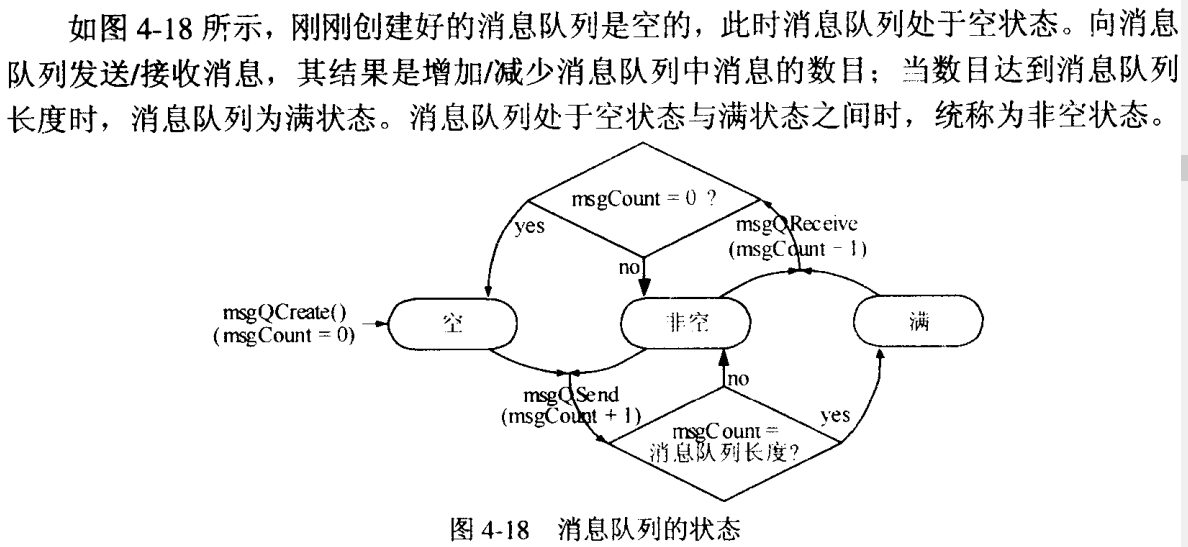 如图 4-18 所示，刚刚创建好的消息队列是空的，此时消息队列处于空状态。向消息
队列发送/接收消息，其结果是增加/减少消息队列中消息的数目；当数目达到消息队列
长度时，消息队列为满状态。消息队列处于空状态与满状态之间时，统称为非空状态。
msgCount = 0 ?
yes
msgQReceive
(msgCount - 1)
no
msgQCreate()
(msgCount = 0)
空
非空
满
msgQSend
(msgCount + 1)
no
yes
msgCount =
消息队列长度?
图 4-18 消息队列的状态